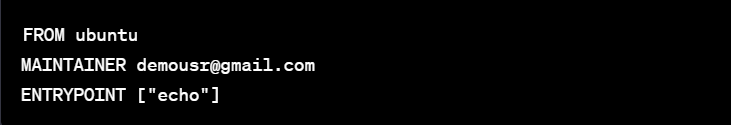 FROM ubuntu
MAINTAINER demousr@gmail.com
ENTRYPOINT ["echo"]